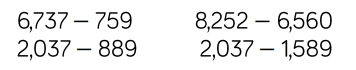 6,737 – 759 8,252 – 6,560
2,037 – 889 2,037 – 1,589